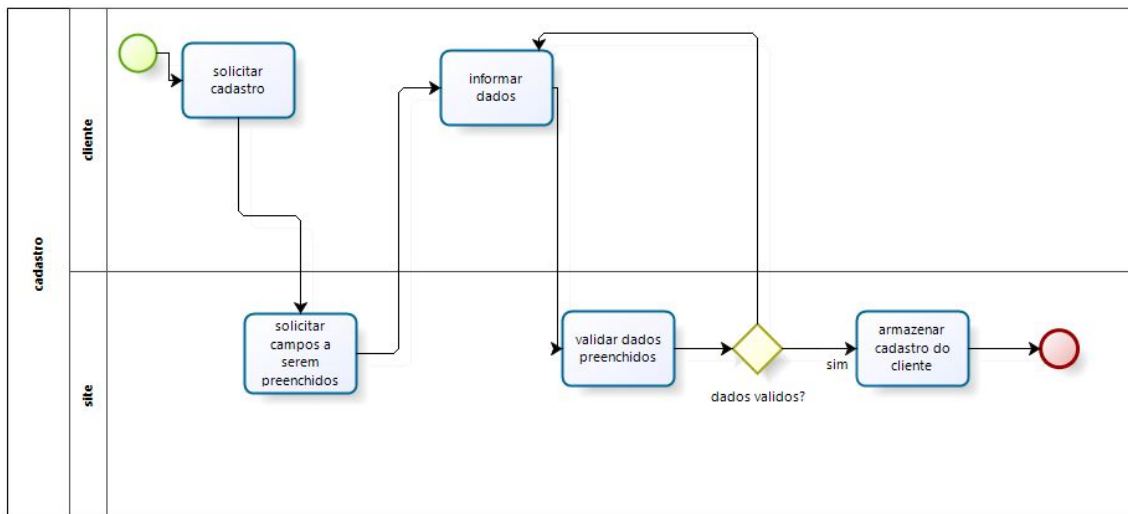 cadastro
cliente
solicitar
cadastro
informar
dados
site
solicitar
campos a
serem
preenchidos
validar dados
preenchidos
dados validos?
sim
armazenar
cadastro do
cliente